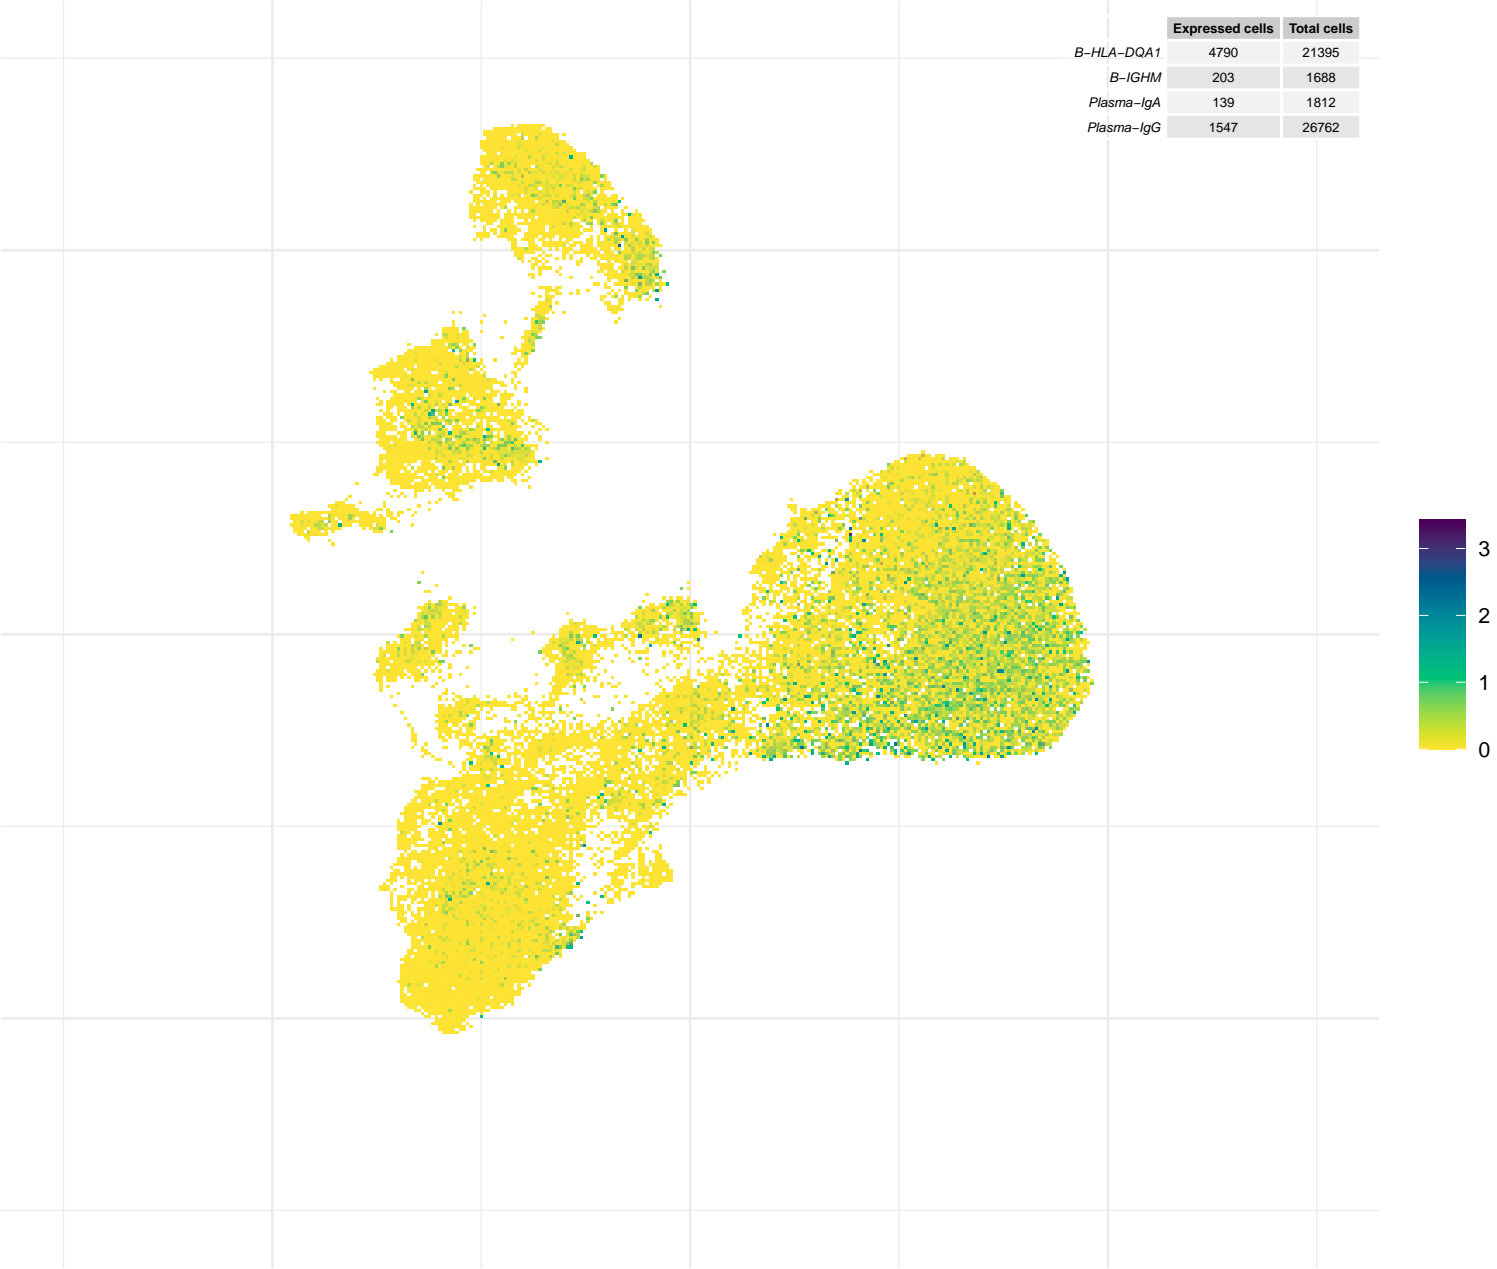 Expressed cells Total cells
B−HLA−DQA1 4790 21395
B−IGHM 203 1688
Plasma−IgA 139 1812
Plasma−IgG 1547 26762
3
2
1
0